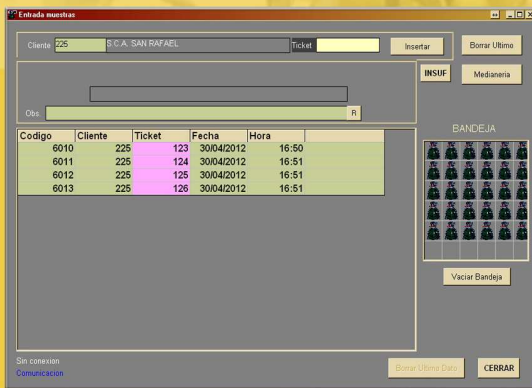 Entrada muestras
Cliente 225 S.C.A. SAN RAFAEL Ticket Insertar Borrar Ultimo
INSUF Medianeria
Obs. R
BANDEJA
Codigo Cliente Ticket Fecha Hora
6010 225 123 30/04/2012 16:50
6011 225 124 30/04/2012 16:51
6012 225 125 30/04/2012 16:51
6013 225 126 30/04/2012 16:51
Vaciar Bandeja
Sin conexion
Comunicacion
Borrar Ultimo Dato CERRAR